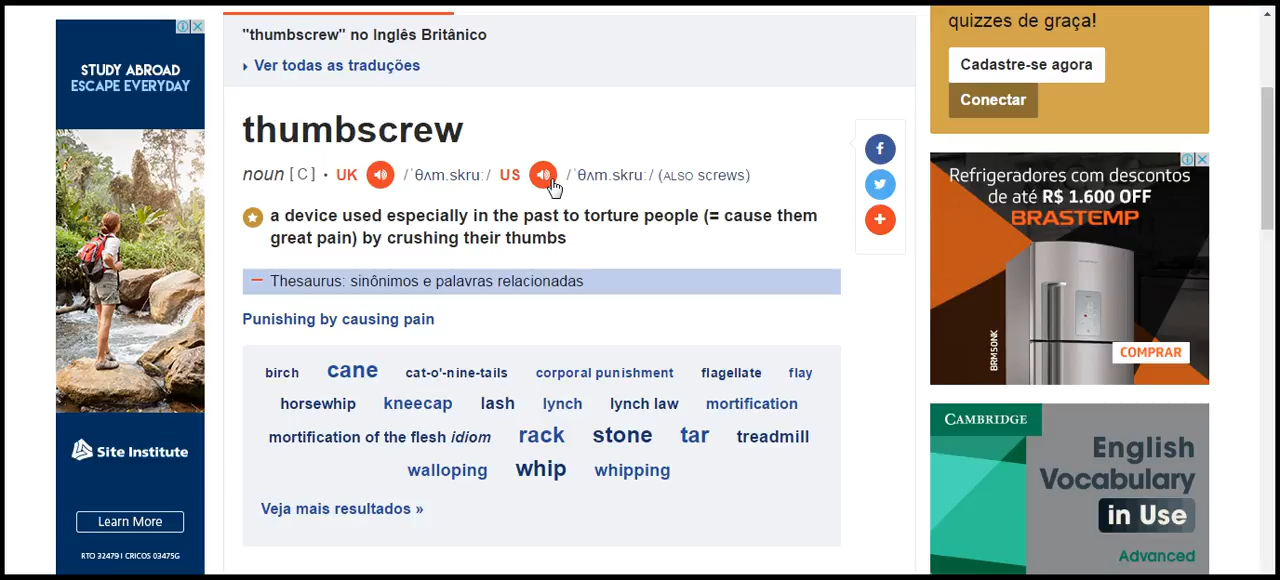 STUDY ABROAD
ESCAPE EVERYDAY
Site Institute
Learn More
RTO 32479 I CRICOS 03475G
"thumbscrew" no Inglês Britânico
Ver todas as traduções
thumbscrew
noun [ C ] • UK /ˈθʌm.skruː/ US /ˈθʌm.skruː/ (ALSO screws)
a device used especially in the past to torture people (= cause them
great pain) by crushing their thumbs
– Thesaurus: sinônimos e palavras relacionadas
Punishing by causing pain
birch cane cat-o'-nine-tails corporal punishment flagellate flay
horsewhip kneecap lash lynch lynch law mortification
mortification of the flesh idiom rack stone tar treadmill
walloping whip whipping
Veja mais resultados »
quizzes de graça!
Cadastre-se agora
Conectar
Refrigeradores com descontos
de até R$ 1.600 OFF
BRASTEMP
BRM50NK
COMPRAR
CAMBRIDGE
English
Vocabulary
in Use
Advanced